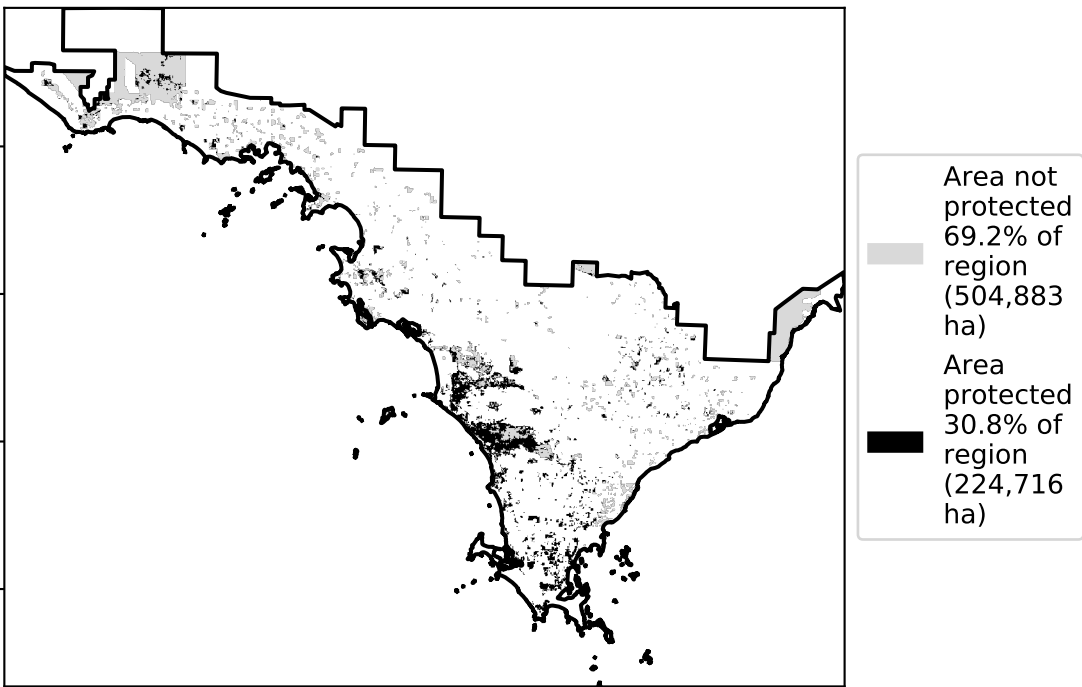 Area not
protected
69.2% of
region
(504,883
ha)
Area
protected
30.8% of
region
(224,716
ha)